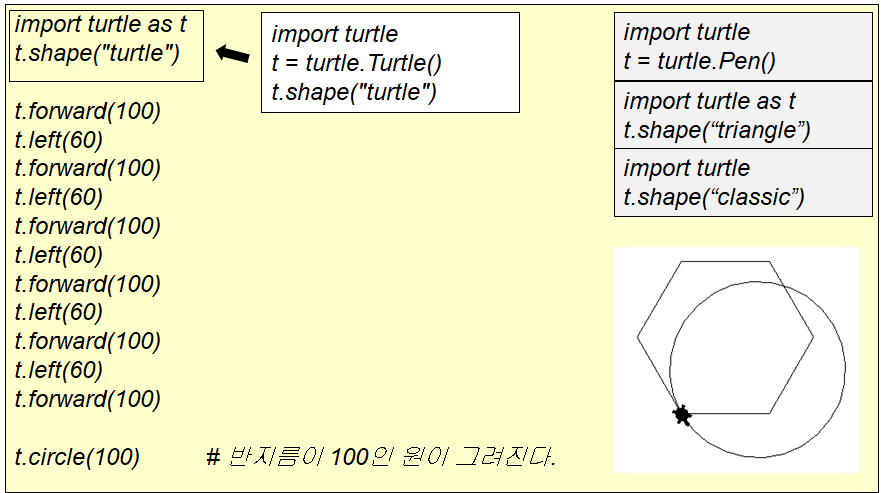 import turtle as t
t.shape("turtle")
import turtle
t = turtle.Turtle()
t.shape("turtle")
import turtle
t = turtle.Pen()
import turtle as t
t.shape(“triangle”)
import turtle
t.shape(“classic”)
t.forward(100)
t.left(60)
t.forward(100)
t.left(60)
t.forward(100)
t.left(60)
t.forward(100)
t.left(60)
t.forward(100)
t.left(60)
t.forward(100)
t.circle(100) # 반지름이 100인 원이 그려진다.